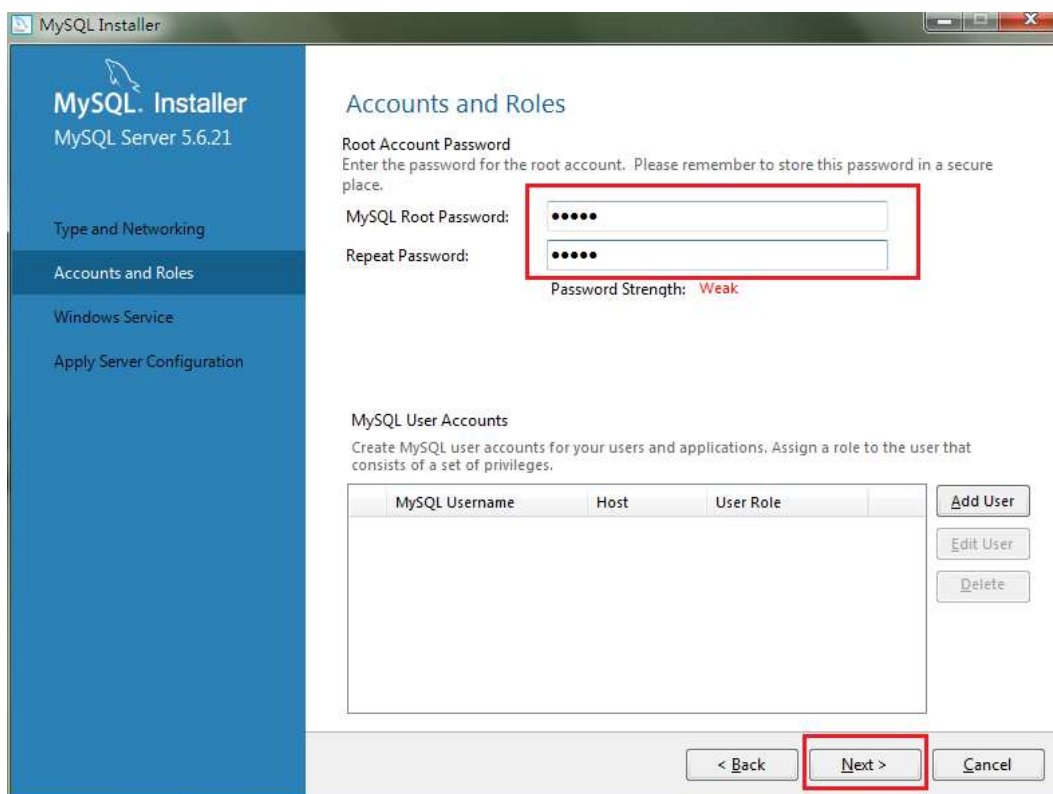 MySQL Installer
MySQL. Installer
MySQL Server 5.6.21
Type and Networking
Accounts and Roles
Windows Service
Apply Server Configuration
Accounts and Roles
Root Account Password
Enter the password for the root account. Please remember to store this password in a secure
place.
MySQL Root Password: •••••
Repeat Password: •••••
Password Strength: Weak
MySQL User Accounts
Create MySQL user accounts for your users and applications. Assign a role to the user that
consists of a set of privileges.
MySQL Username Host User Role
Add User
Edit User
Delete
< Back Next > Cancel